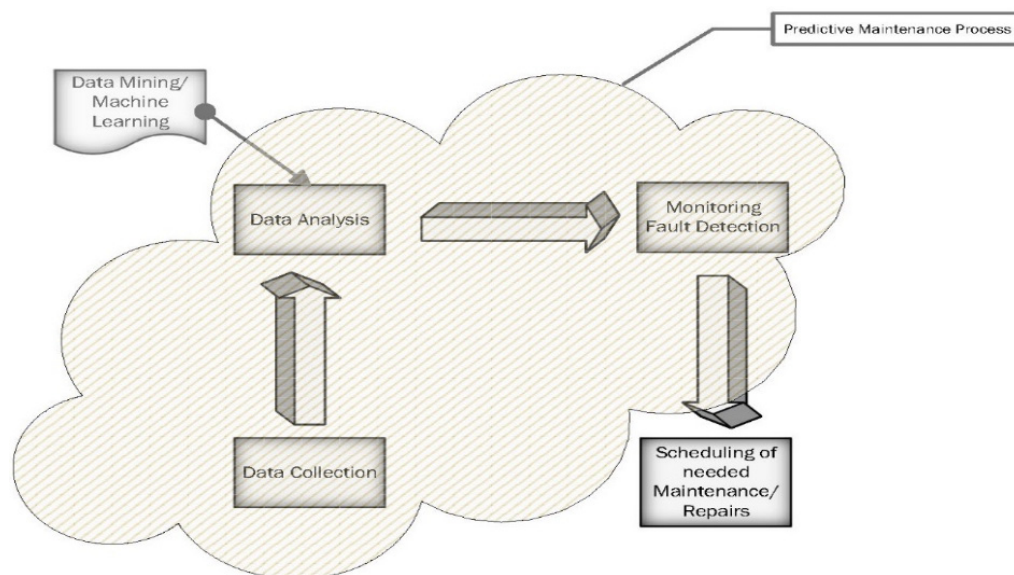 Predictive Maintenance Process
Data Mining/
Machine
Learning
Data Analysis
Monitoring
Fault Detection
Data Collection
Scheduling of
needed
Maintenance/
Repairs